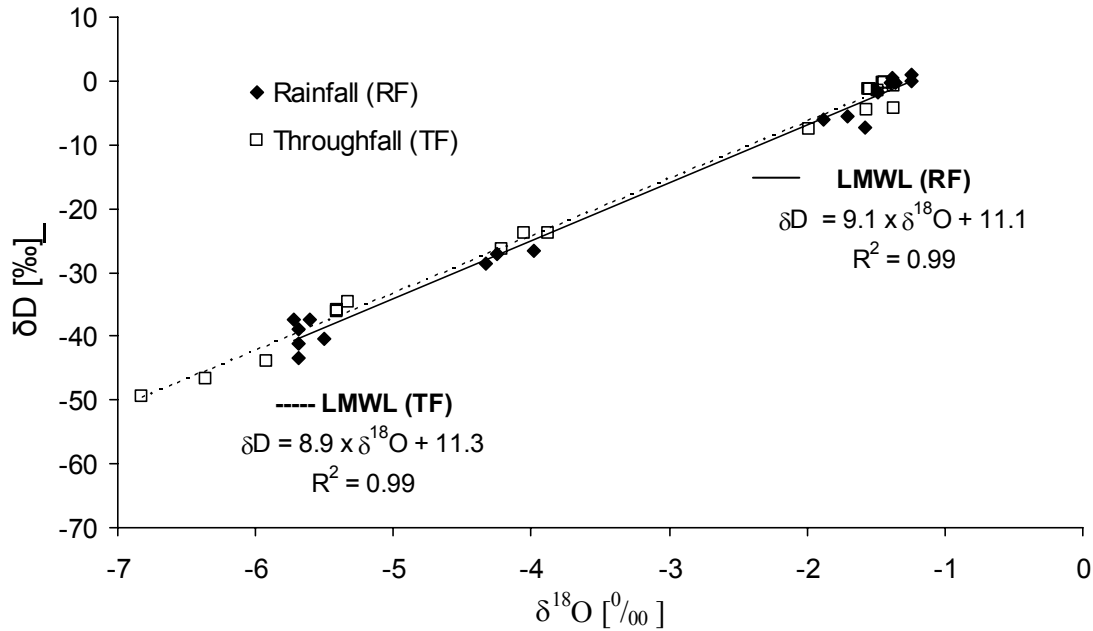 10
0
-10
-20
-30
-40
-50
-60
-70
δD [‰]
◆ Rainfall (RF)
□ Throughfall (TF)
LMWL (RF)
δD = 9.1 x δ¹⁸O + 11.1
R² = 0.99
----- LMWL (TF)
δD = 8.9 x δ¹⁸O + 11.3
R² = 0.99
-7 -6 -5 -4 -3 -2 -1 0
δ¹⁸O [⁰/₀₀ ]